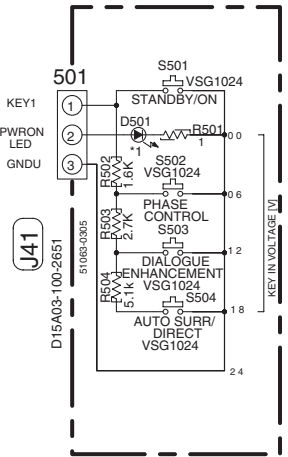 501
S501
VSG1024
STANDBY/ON
KEY1
1
D501
R501
1
0 0
PWRON
LED
2
*1
GNDU
3
S502
VSG1024
R502
1.6K
0 6
PHASE
CONTROL
S503
R503
2.7K
1 2
DIALOGUE
ENHANCEMENT
VSG1024
KEY IN VOLTAGE [V]
J41
D15A03-100-2651
51063-0305
R504
5.1k
S504
1 8
AUTO SURR/
DIRECT
VSG1024
2 4